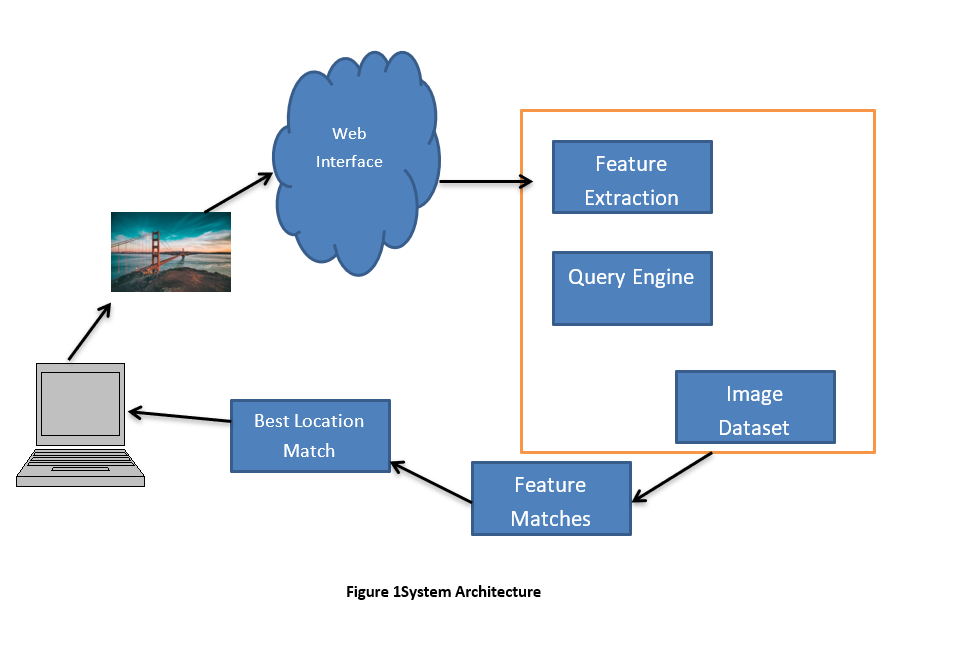 Web
Interface
Feature
Extraction
Query Engine
Image
Dataset
Best Location
Match
Feature
Matches
Figure 1System Architecture